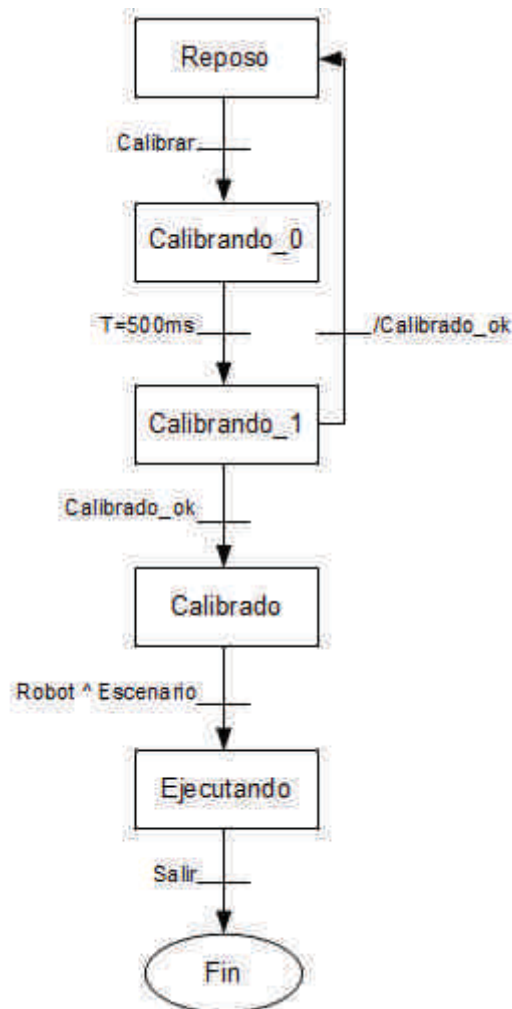 Reposo
Calibrar
Calibrando_0
T=500ms
/Calibrado_ok
Calibrando_1
Calibrado_ok
Calibrado
Robot ^ Escenario
Ejecutando
Salir
Fin